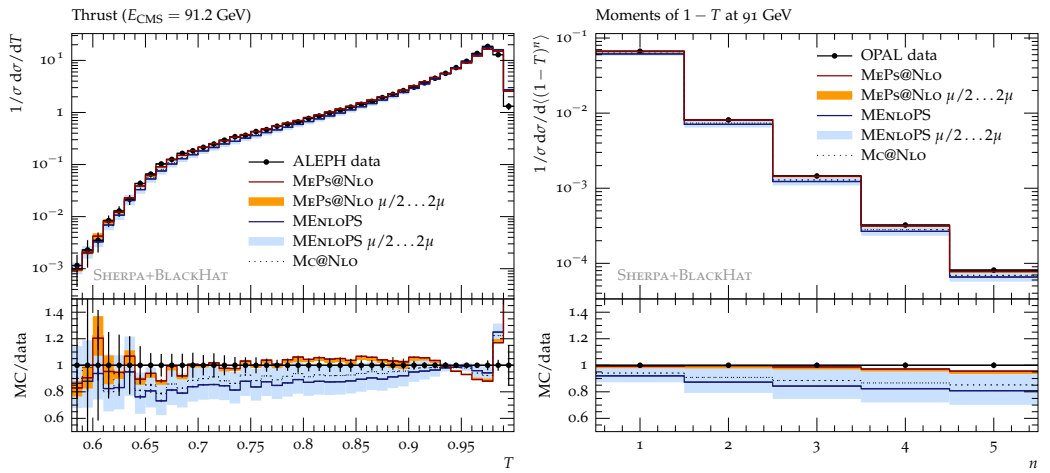 Thrust (E_CMS = 91.2 GeV)
1/σ dσ/dT
10^1
1
10^−1
10^−2
10^−3
ALEPH data
MEPS@NLO
MEPS@NLO μ/2...2μ
MENLOPS
MENLOPS μ/2...2μ
MC@NLO
SHERPA+BLACKHAT
MC/data
1.4
1.2
1
0.8
0.6
0.6 0.65 0.7 0.75 0.8 0.85 0.9 0.95
T
Moments of 1 − T at 91 GeV
1/σ dσ/d⟨(1 − T)^n⟩
10^−1
10^−2
10^−3
10^−4
OPAL data
MEPS@NLO
MEPS@NLO μ/2...2μ
MENLOPS
MENLOPS μ/2...2μ
MC@NLO
SHERPA+BLACKHAT
MC/data
1.4
1.2
1
0.8
0.6
1 2 3 4 5
n